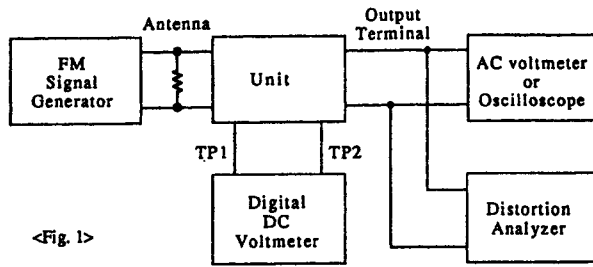 Antenna
Output
Terminal
FM
Signal
Generator
Unit
AC voltmeter
or
Oscilloscope
TP1
TP2
Digital
DC
Voltmeter
Distortion
Analyzer
<Fig. 1>